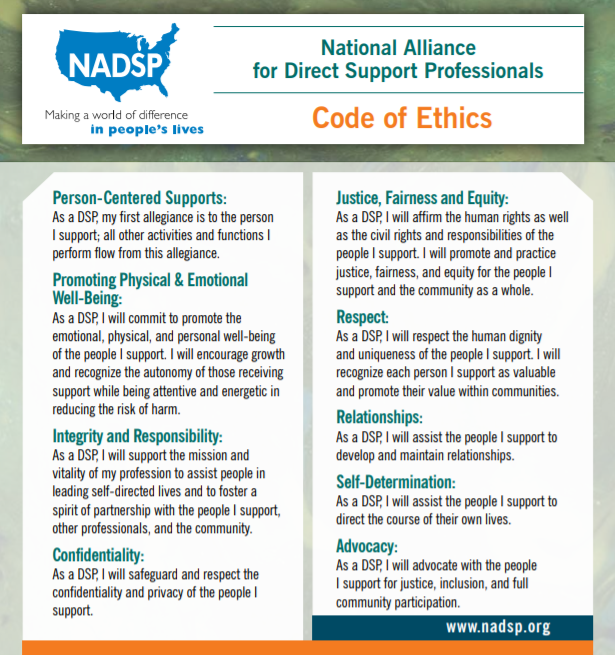 NADSP
Making a world of difference
in people's lives
National Alliance
for Direct Support Professionals
Code of Ethics
Person-Centered Supports:
As a DSP, my first allegiance is to the person
I support; all other activities and functions I
perform flow from this allegiance.
Promoting Physical & Emotional
Well-Being:
As a DSP, I will commit to promote the
emotional, physical, and personal well-being
of the people I support. I will encourage growth
and recognize the autonomy of those receiving
support while being attentive and energetic in
reducing the risk of harm.
Integrity and Responsibility:
As a DSP, I will support the mission and
vitality of my profession to assist people in
leading self-directed lives and to foster a
spirit of partnership with the people I support,
other professionals, and the community.
Confidentiality:
As a DSP, I will safeguard and respect the
confidentiality and privacy of the people I
support.
Justice, Fairness and Equity:
As a DSP, I will affirm the human rights as well
as the civil rights and responsibilities of the
people I support. I will promote and practice
justice, fairness, and equity for the people I
support and the community as a whole.
Respect:
As a DSP, I will respect the human dignity
and uniqueness of the people I support. I will
recognize each person I support as valuable
and promote their value within communities.
Relationships:
As a DSP, I will assist the people I support to
develop and maintain relationships.
Self-Determination:
As a DSP, I will assist the people I support to
direct the course of their own lives.
Advocacy:
As a DSP, I will advocate with the people
I support for justice, inclusion, and full
community participation.
www.nadsp.org